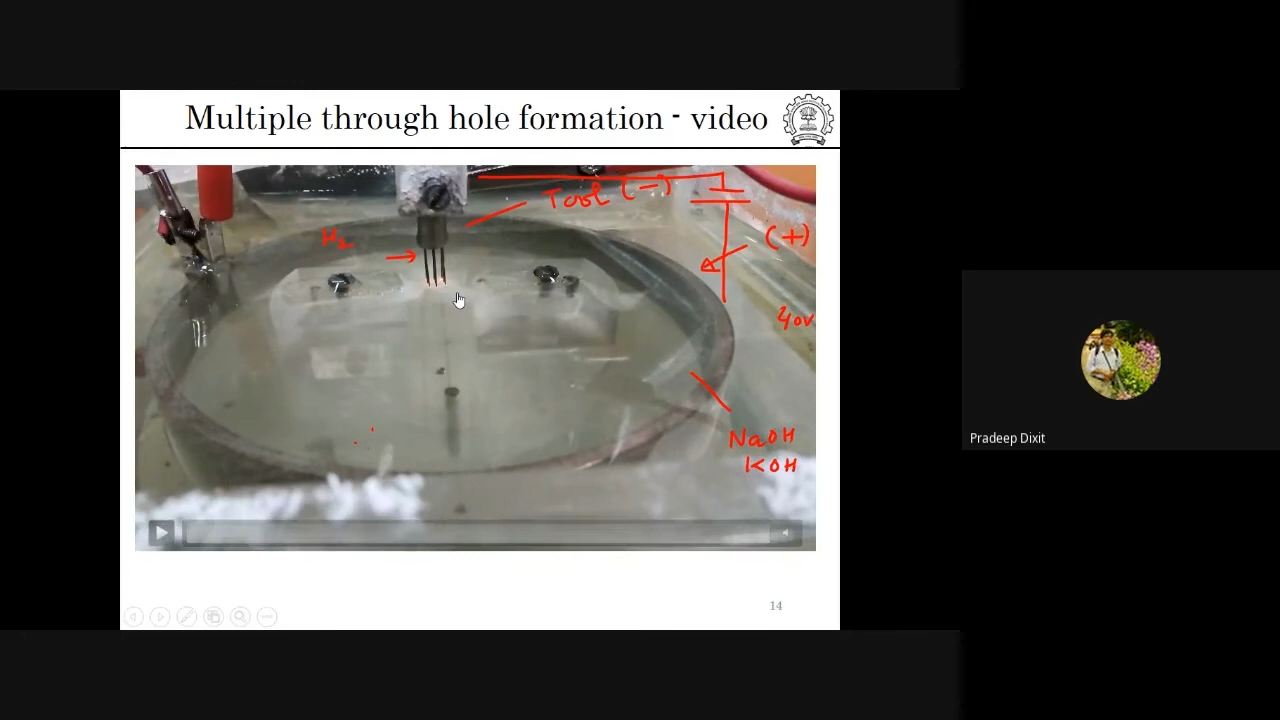 Multiple through hole formation - video
Tool (-)
H2
(+)
40V
NaOH
KOH
Pradeep Dixit
14